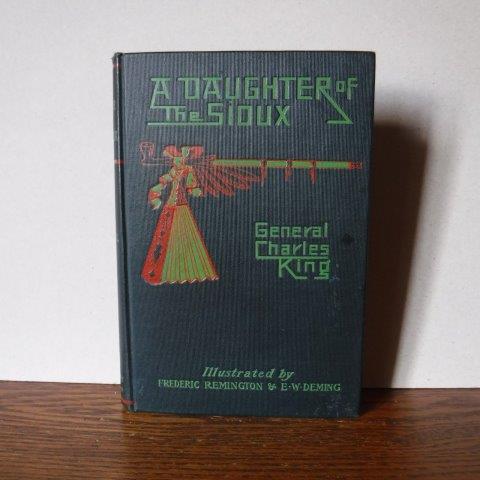 A DAUGHTER of
The SIOUX
General
Charles
King
Illustrated by
FREDERIC REMINGTON & E·W·DEMING